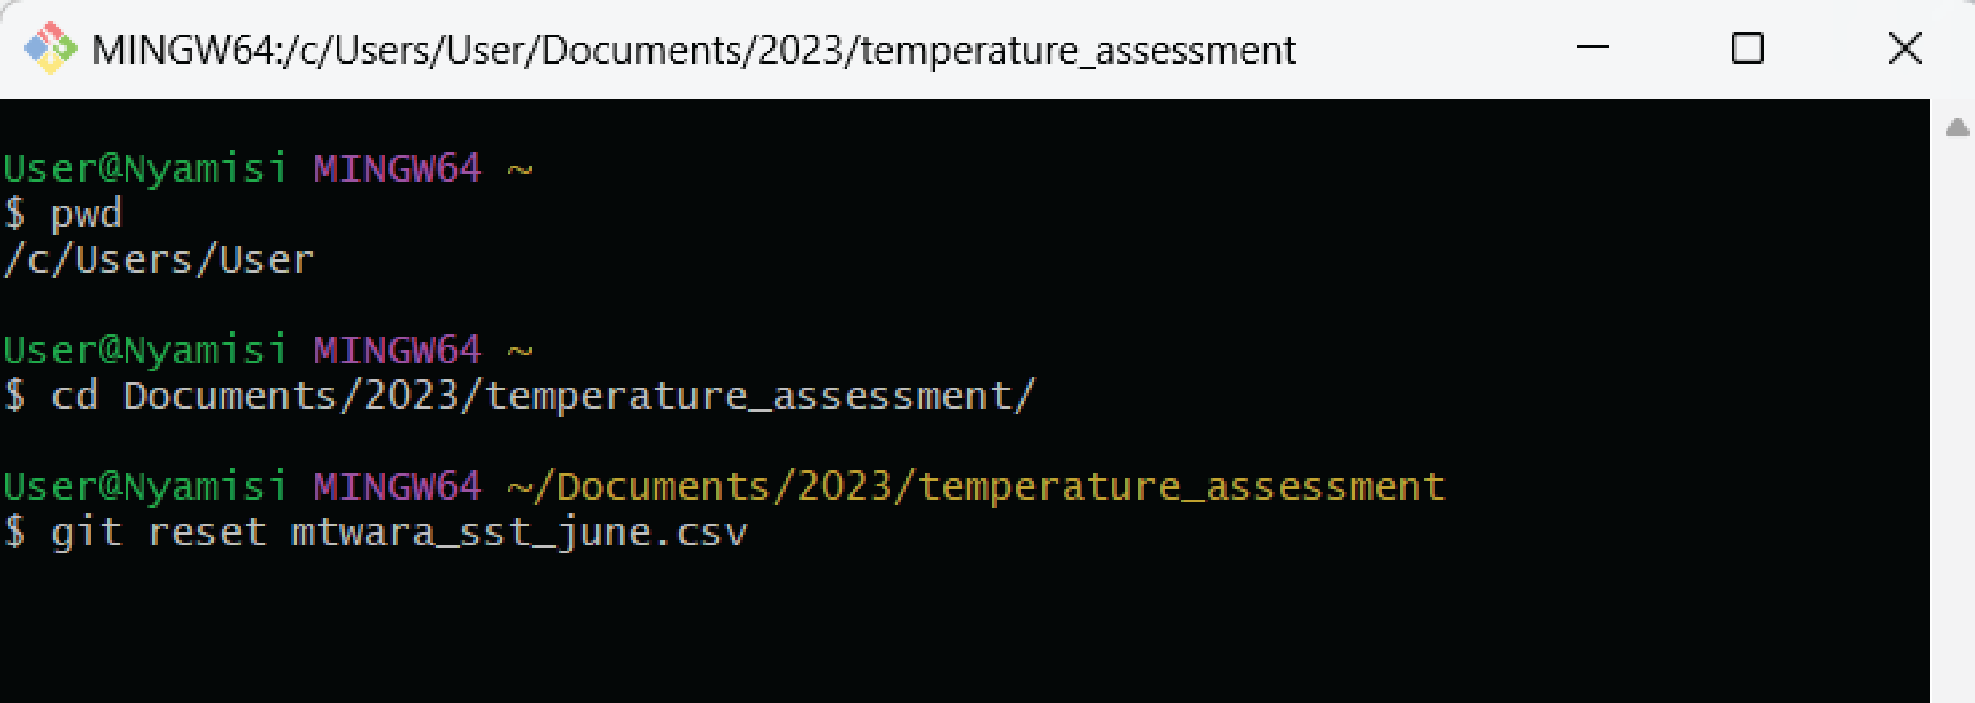 MINGW64:/c/Users/User/Documents/2023/temperature_assessment
User@Nyamisi MINGW64 ~
$ pwd
/c/Users/User
User@Nyamisi MINGW64 ~
$ cd Documents/2023/temperature_assessment/
User@Nyamisi MINGW64 ~/Documents/2023/temperature_assessment
$ git reset mtwara_sst_june.csv